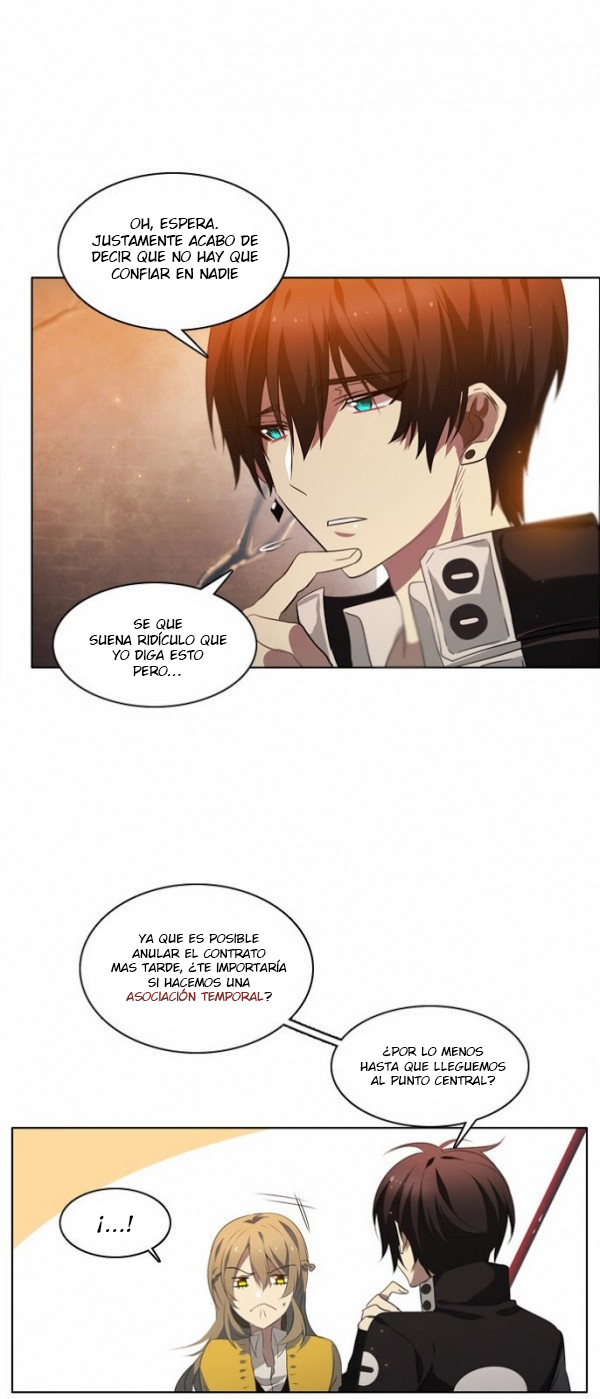 OH, ESPERA.
JUSTAMENTE ACABO DE
DECIR QUE NO HAY QUE
CONFIAR EN NADIE
SE QUE
SUENA RIDÍCULO QUE
YO DIGA ESTO
PERO...
YA QUE ES POSIBLE
ANULAR EL CONTRATO
MAS TARDE, ¿TE IMPORTARÍA
SI HACEMOS UNA
ASOCIACIÓN TEMPORAL?
¿POR LO MENOS
HASTA QUE LLEGUEMOS
AL PUNTO CENTRAL?
¡...!